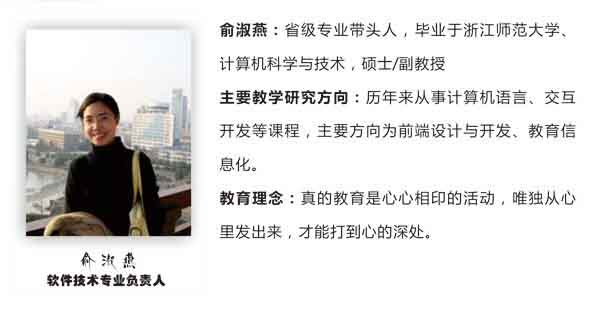 俞淑燕：省级专业带头人，毕业于浙江师范大学、
计算机科学与技术，硕士/副教授
主要教学研究方向：历年来从事计算机语言、交互
开发等课程，主要方向为前端设计与开发、教育信
息化。
教育理念：真的教育是心心相印的活动，唯独从心
里发出来，才能打到心的深处。
俞淑燕
软件技术专业负责人